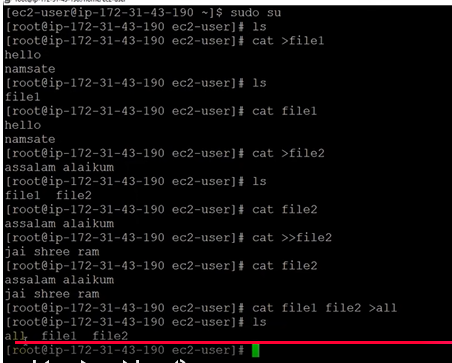 [ec2-user@ip-172-31-43-190 ~]$ sudo su
[root@ip-172-31-43-190 ec2-user]# ls
[root@ip-172-31-43-190 ec2-user]# cat >file1
hello
namsate
[root@ip-172-31-43-190 ec2-user]# ls
file1
[root@ip-172-31-43-190 ec2-user]# cat file1
hello
namsate
[root@ip-172-31-43-190 ec2-user]# cat >file2
assalam alaikum
[root@ip-172-31-43-190 ec2-user]# ls
file1  file2
[root@ip-172-31-43-190 ec2-user]# cat file2
assalam alaikum
[root@ip-172-31-43-190 ec2-user]# cat >>file2
jai shree ram
[root@ip-172-31-43-190 ec2-user]# cat file2
assalam alaikum
jai shree ram
[root@ip-172-31-43-190 ec2-user]# cat file1 file2 >all
[root@ip-172-31-43-190 ec2-user]# ls
all  file1  file2
[root@ip-172-31-43-190 ec2-user]#